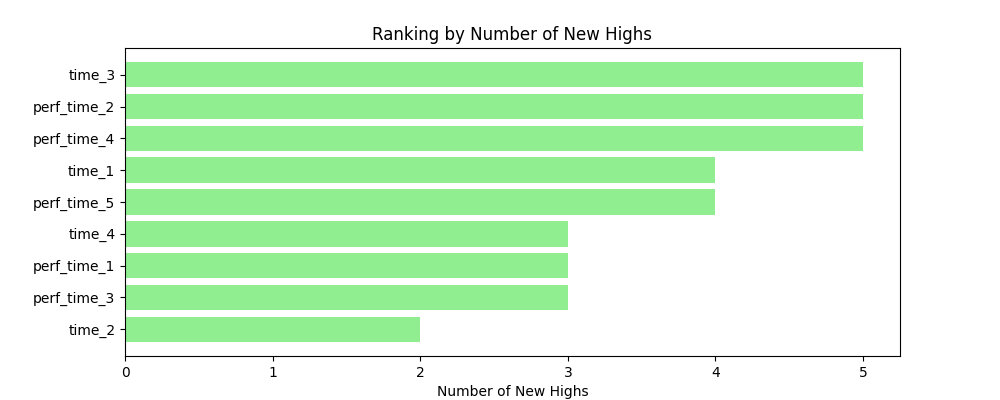 Ranking by Number of New Highs
time_3
perf_time_2
perf_time_4
time_1
perf_time_5
time_4
perf_time_1
perf_time_3
time_2
0 1 2 3 4 5
Number of New Highs